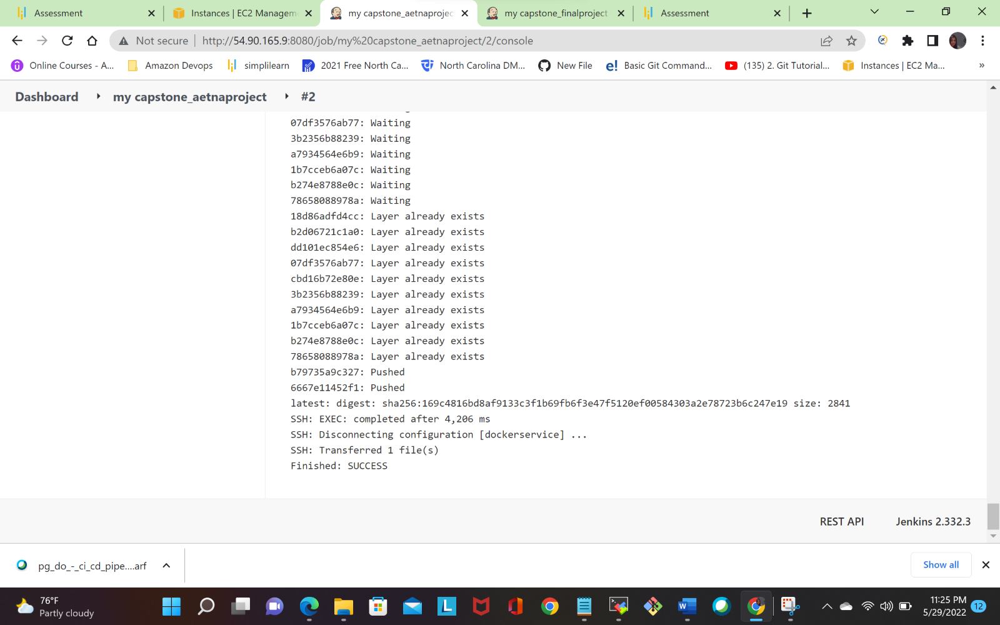 Assessment
Instances | EC2 Managem
my capstone_aetnaprojec
my capstone_finalproject
Assessment
Not secure
http://54.90.165.9:8080/job/my%20capstone_aetnaproject/2/console
Online Courses - A...
Amazon Devops
simplilearn
2021 Free North Ca...
North Carolina DM...
New File
e!
Basic Git Command...
(135) 2. Git Tutorial...
Instances | EC2 Ma...
»
Dashboard
my capstone_aetnaproject
#2
07df3576ab77: Waiting
3b2356b88239: Waiting
a7934564e6b9: Waiting
1b7cceb6a07c: Waiting
b274e8788e0c: Waiting
78658088978a: Waiting
18d86adfd4cc: Layer already exists
b2d06721c1a0: Layer already exists
dd101ec854e6: Layer already exists
07df3576ab77: Layer already exists
cbd16b72e80e: Layer already exists
3b2356b88239: Layer already exists
a7934564e6b9: Layer already exists
1b7cceb6a07c: Layer already exists
b274e8788e0c: Layer already exists
78658088978a: Layer already exists
b79735a9c327: Pushed
6667e11452f1: Pushed
latest: digest: sha256:169c4816bd8af9133c3f1b69fb6f3e47f5120ef00584303a2e78723b6c247e19 size: 2841
SSH: EXEC: completed after 4,206 ms
SSH: Disconnecting configuration [dockerservice] ...
SSH: Transferred 1 file(s)
Finished: SUCCESS
REST API
Jenkins 2.332.3
pg_do_-_ci_cd_pipe....arf
Show all
76°F
Partly cloudy
L
W
11:25 PM
5/29/2022
12